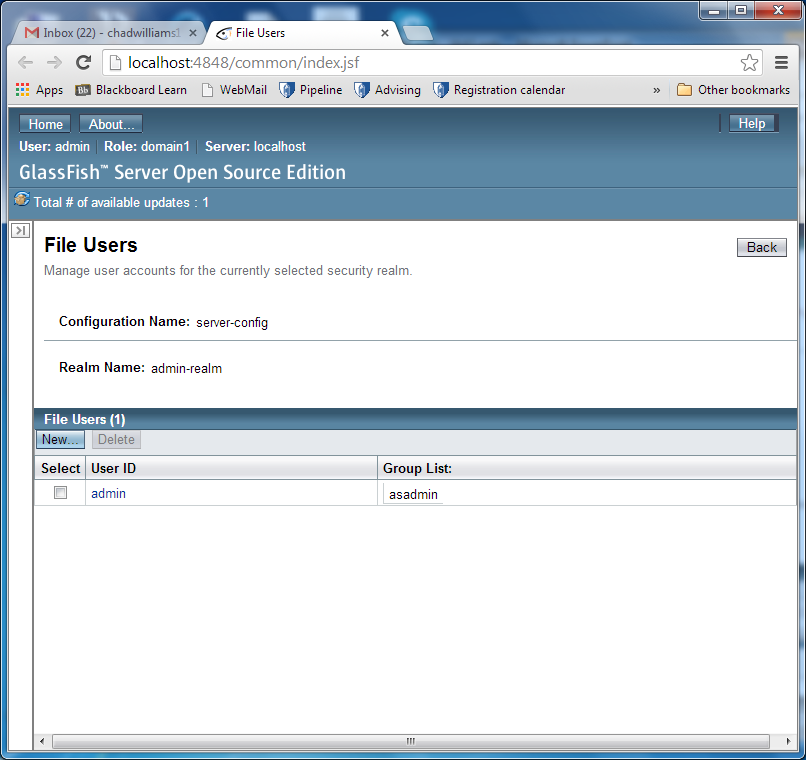 Inbox (22) - chadwilliams1
File Users
localhost:4848/common/index.jsf
Apps Blackboard Learn WebMail Pipeline Advising Registration calendar » Other bookmarks
Home About... Help
User: admin Role: domain1 Server: localhost
GlassFish™ Server Open Source Edition
Total # of available updates : 1
File Users
Back
Manage user accounts for the currently selected security realm.
Configuration Name: server-config
Realm Name: admin-realm
File Users (1)
New... Delete
Select User ID Group List:
admin asadmin